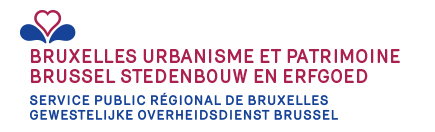 BRUXELLES URBANISME ET PATRIMOINE
BRUSSEL STEDENBOUW EN ERFGOED
SERVICE PUBLIC RÉGIONAL DE BRUXELLES
GEWESTELIJKE OVERHEIDSDIENST BRUSSEL